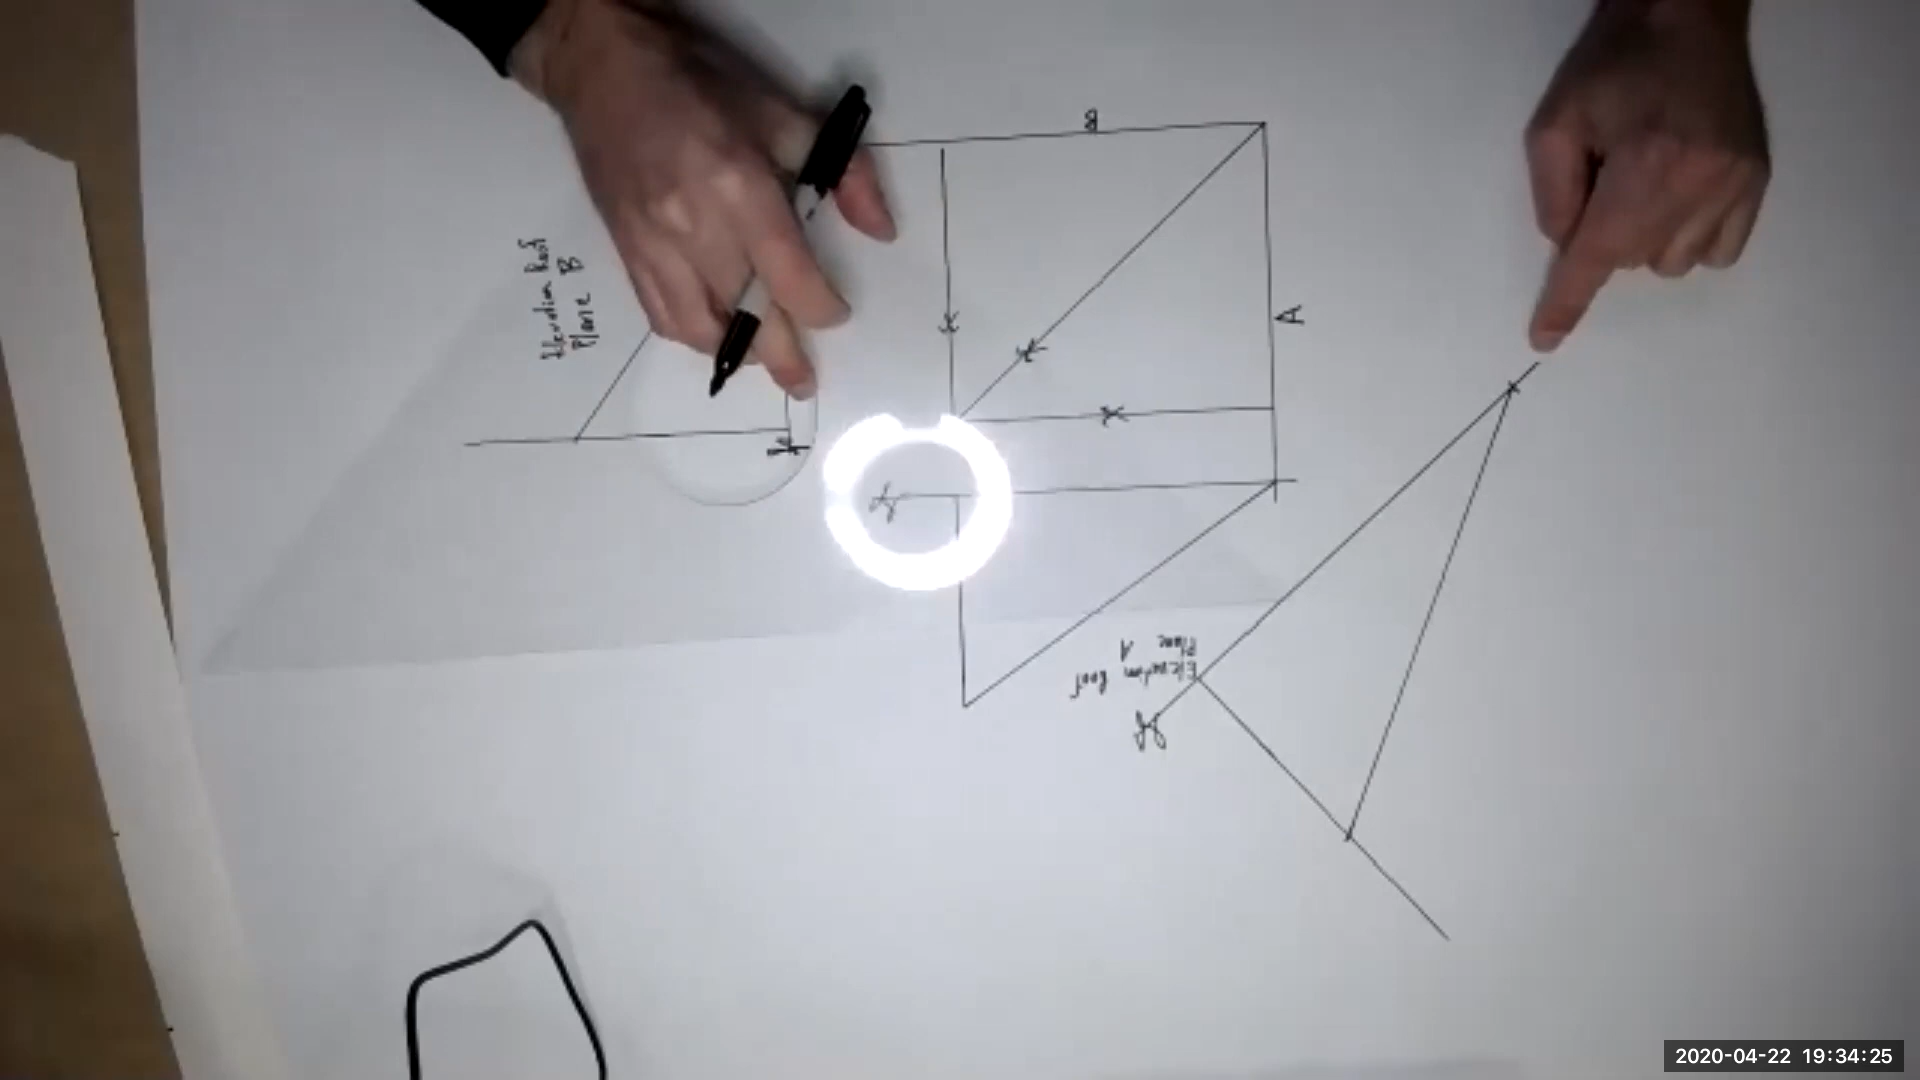 B
A
Elevation Roof
Plane B
Elevation Roof
Plane A
2020-04-22 19:34:25